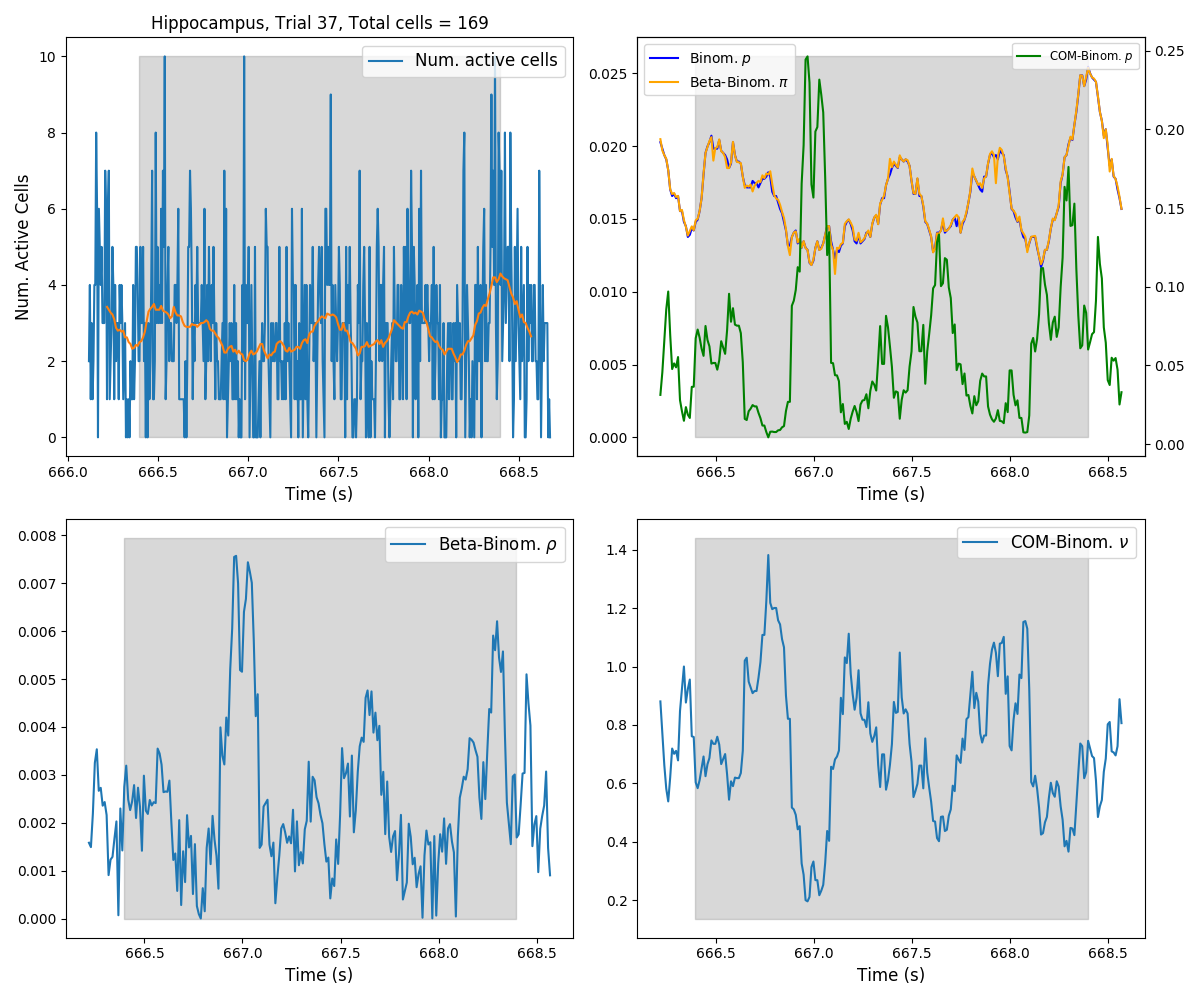 Hippocampus, Trial 37, Total cells = 169
Num. active cells
Num. Active Cells
10
8
6
4
2
0
666.0 666.5 667.0 667.5 668.0 668.5
Time (s)
Binom. p
Beta-Binom. π
COM-Binom. p
0.025
0.020
0.015
0.010
0.005
0.000
0.25
0.20
0.15
0.10
0.05
0.00
666.5 667.0 667.5 668.0 668.5
Time (s)
Beta-Binom. ρ
0.008
0.007
0.006
0.005
0.004
0.003
0.002
0.001
0.000
666.5 667.0 667.5 668.0 668.5
Time (s)
COM-Binom. ν
1.4
1.2
1.0
0.8
0.6
0.4
0.2
666.5 667.0 667.5 668.0 668.5
Time (s)